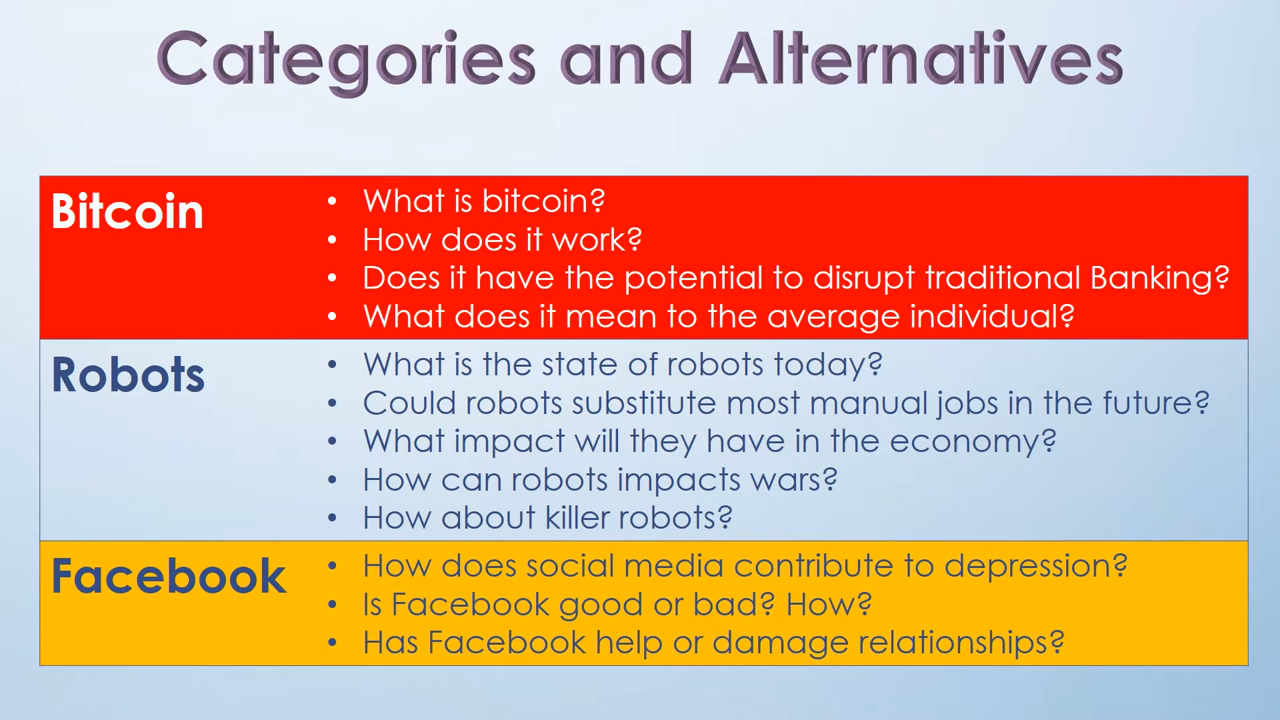 Categories and Alternatives
Bitcoin
• What is bitcoin?
• How does it work?
• Does it have the potential to disrupt traditional Banking?
• What does it mean to the average individual?
Robots
• What is the state of robots today?
• Could robots substitute most manual jobs in the future?
• What impact will they have in the economy?
• How can robots impacts wars?
• How about killer robots?
Facebook
• How does social media contribute to depression?
• Is Facebook good or bad? How?
• Has Facebook help or damage relationships?